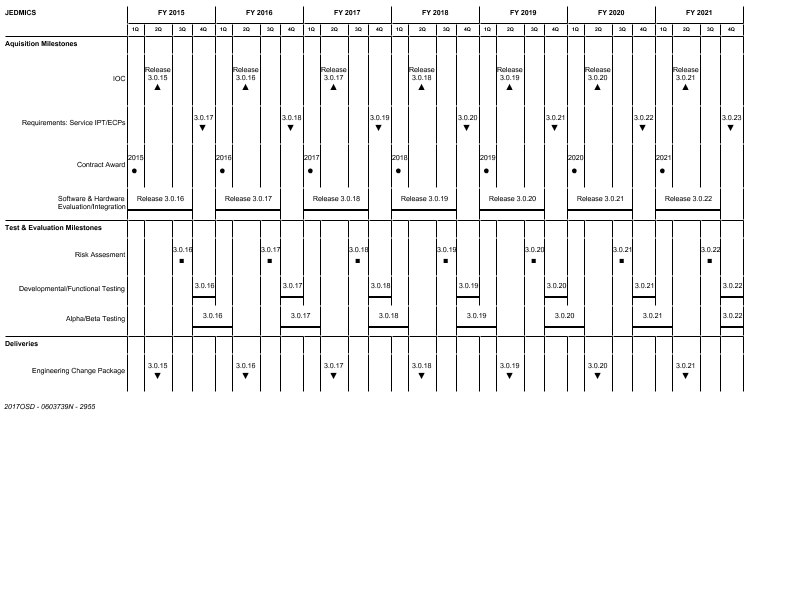 JEDMICS FY 2015 FY 2016 FY 2017 FY 2018 FY 2019 FY 2020 FY 2021
1Q 2Q 3Q 4Q 1Q 2Q 3Q 4Q 1Q 2Q 3Q 4Q 1Q 2Q 3Q 4Q 1Q 2Q 3Q 4Q 1Q 2Q 3Q 4Q 1Q 2Q 3Q 4Q
Aquisition Milestones
Release Release Release Release Release Release Release
IOC 3.0.15 3.0.16 3.0.17 3.0.18 3.0.19 3.0.20 3.0.21
Requirements: Service IPT/ECPs 3.0.17 3.0.18 3.0.19 3.0.20 3.0.21 3.0.22 3.0.23
Contract Award 2015 2016 2017 2018 2019 2020 2021
Software & Hardware Release 3.0.16 Release 3.0.17 Release 3.0.18 Release 3.0.19 Release 3.0.20 Release 3.0.21 Release 3.0.22
Evaluation/Integration
Test & Evaluation Milestones
Risk Assesment 3.0.16 3.0.17 3.0.18 3.0.19 3.0.20 3.0.21 3.0.22
Developmental/Functional Testing 3.0.16 3.0.17 3.0.18 3.0.19 3.0.20 3.0.21 3.0.22
Alpha/Beta Testing 3.0.16 3.0.17 3.0.18 3.0.19 3.0.20 3.0.21 3.0.22
Deliveries
Engineering Change Package 3.0.15 3.0.16 3.0.17 3.0.18 3.0.19 3.0.20 3.0.21
2017OSD - 0603739N - 2955